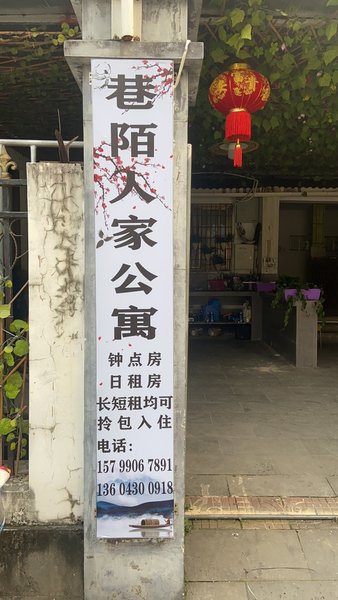 巷陌人家公寓
钟点房
日租房
长短租均可
拎包入住
电话：
157 9906 7891
136 0430 0918